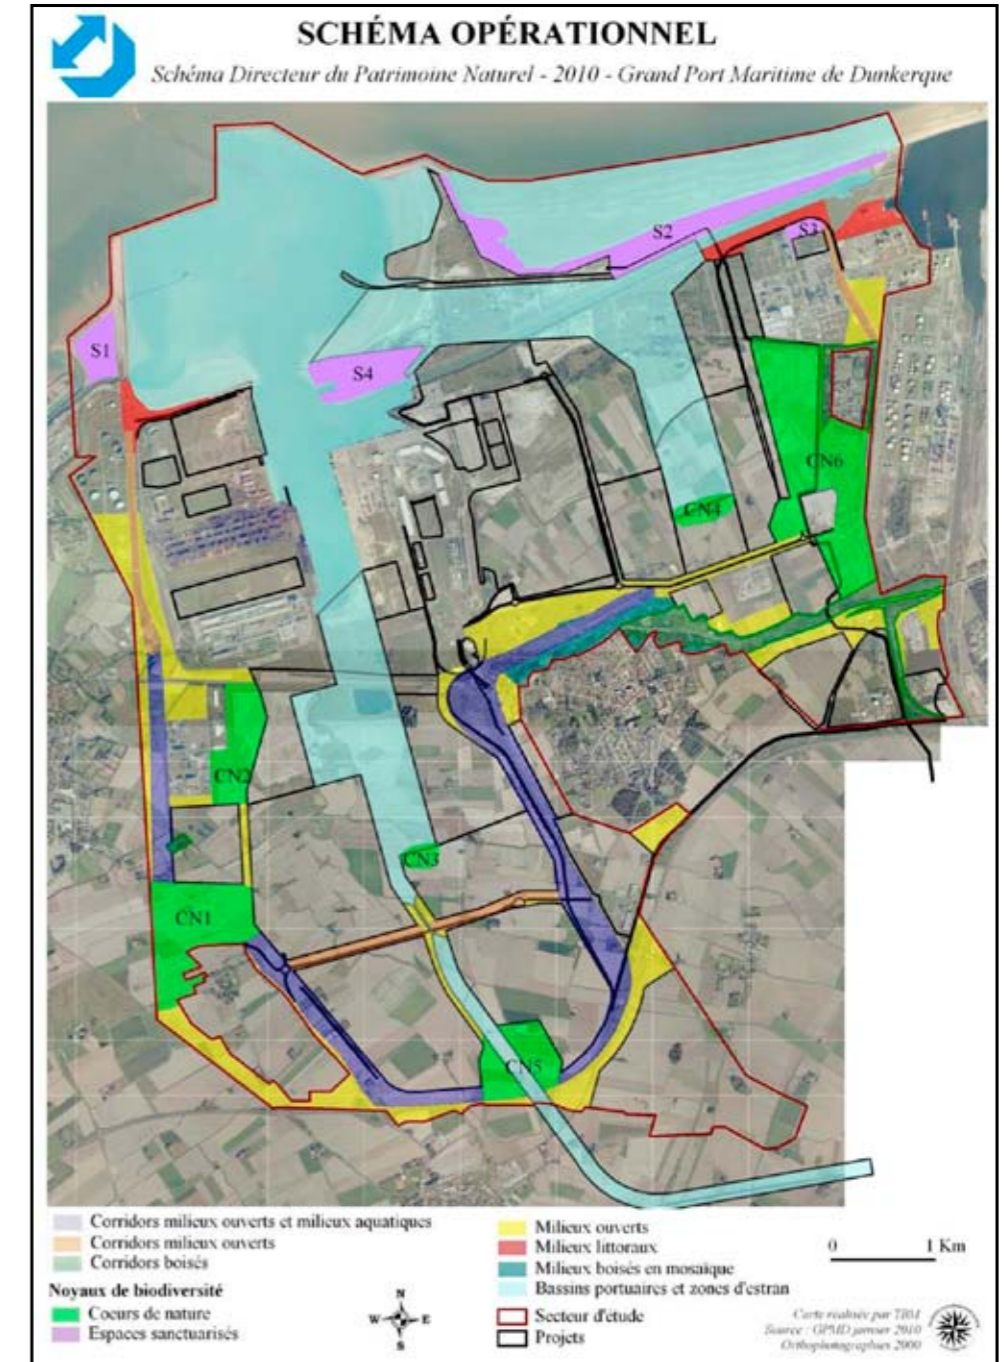 SCHÉMA OPÉRATIONNEL
Schéma Directeur du Patrimoine Naturel - 2010 - Grand Port Maritime de Dunkerque
S2
S3
S1
S4
CN6
CN4
CN2
CN3
CN1
CN5
Corridors milieux ouverts et milieux aquatiques
Corridors milieux ouverts
Corridors boisés
Noyaux de biodiversité
Coeurs de nature
Espaces sanctuarisés
N
W E
S
Milieux ouverts
Milieux littoraux
Milieux boisés en mosaïque
Bassins portuaires et zones d'estran
Secteur d'étude
Projets
0 1 Km
Carte réalisée par
Source : GPMD janvier 2010
Orthophotographies 2000